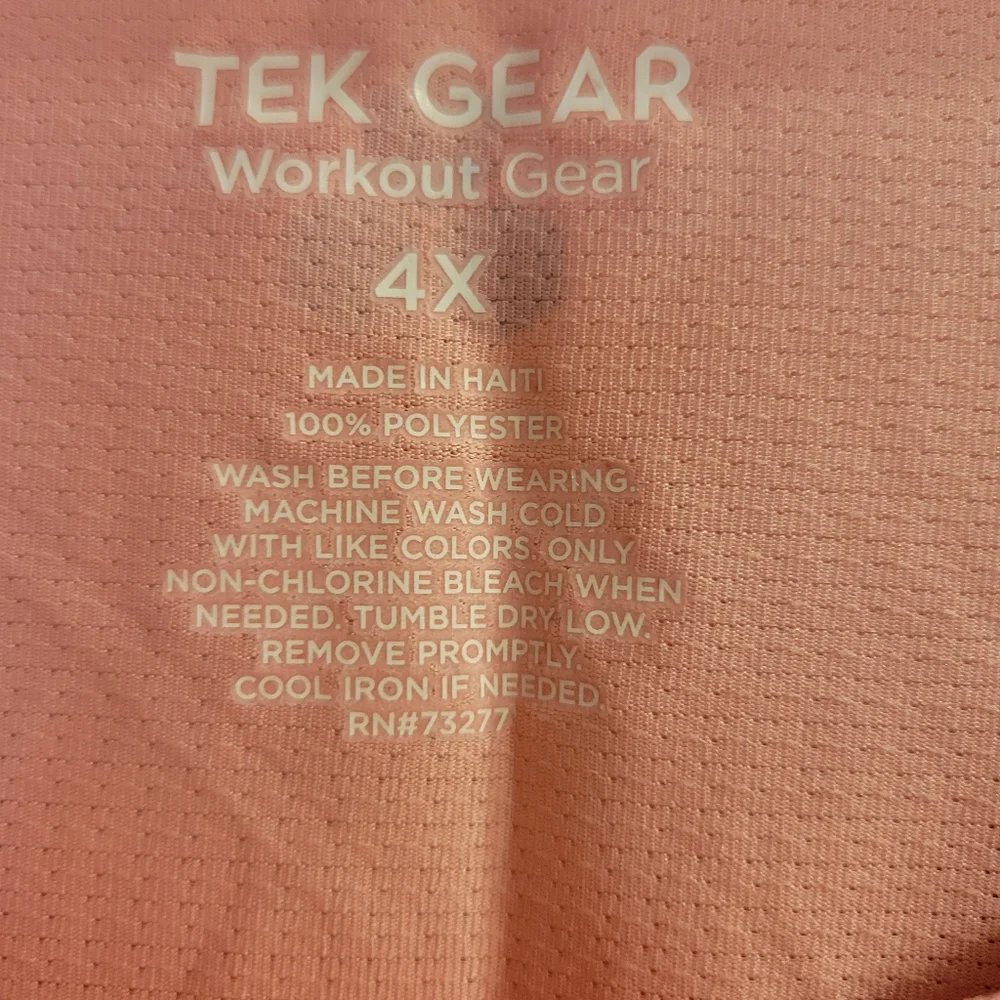 TEK GEAR
Workout Gear
4X
MADE IN HAITI
100% POLYESTER
WASH BEFORE WEARING.
MACHINE WASH COLD
WITH LIKE COLORS. ONLY
NON-CHLORINE BLEACH WHEN
NEEDED. TUMBLE DRY LOW.
REMOVE PROMPTLY.
COOL IRON IF NEEDED.
RN#73277